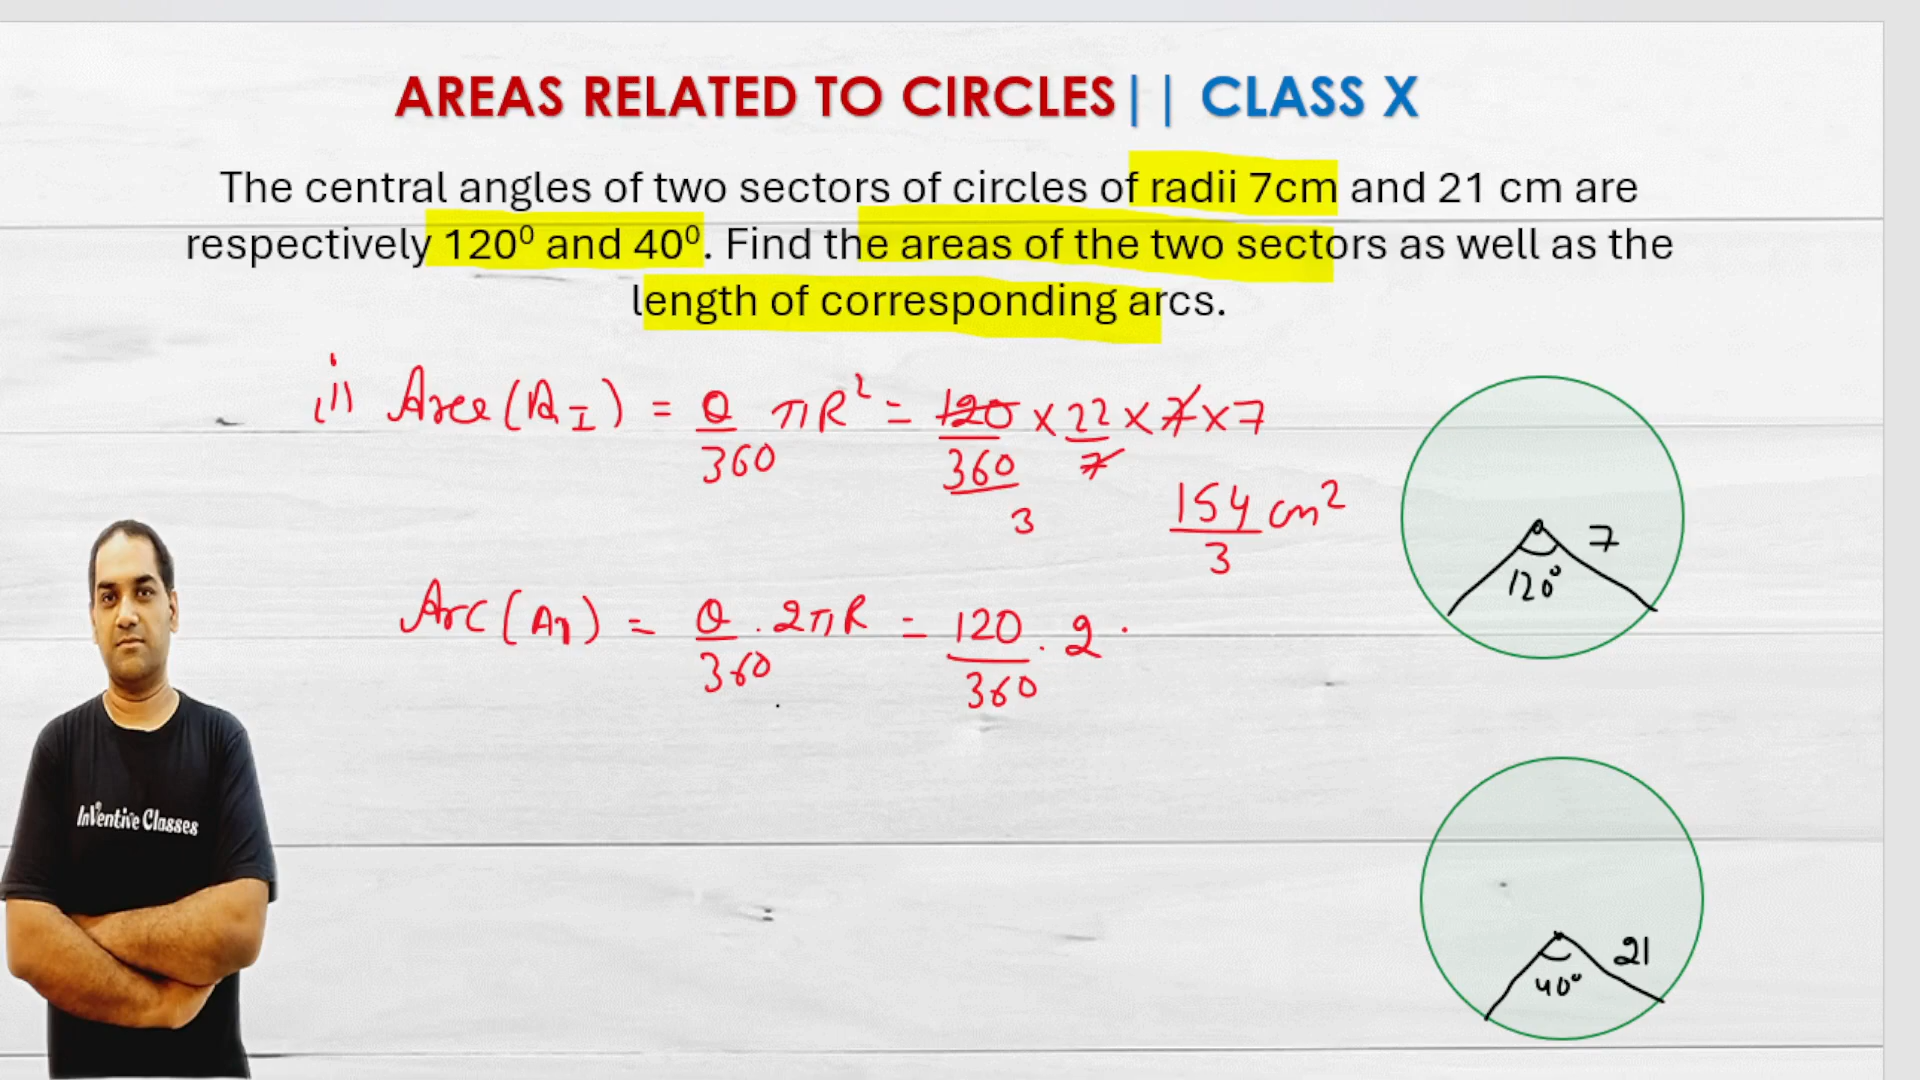 AREAS RELATED TO CIRCLES|| CLASS X
The central angles of two sectors of circles of radii 7cm and 21 cm are
respectively 120⁰ and 40⁰. Find the areas of the two sectors as well as the
length of corresponding arcs.
(i) Area (A_I) = θ/360 πR² = 120/360 × 22/7 × 7 × 7
3
154/3 cm²
7
120°
Arc (A₁) = θ/360 . 2πR = 120/360 . 2 .
InVentive Classes
21
40°